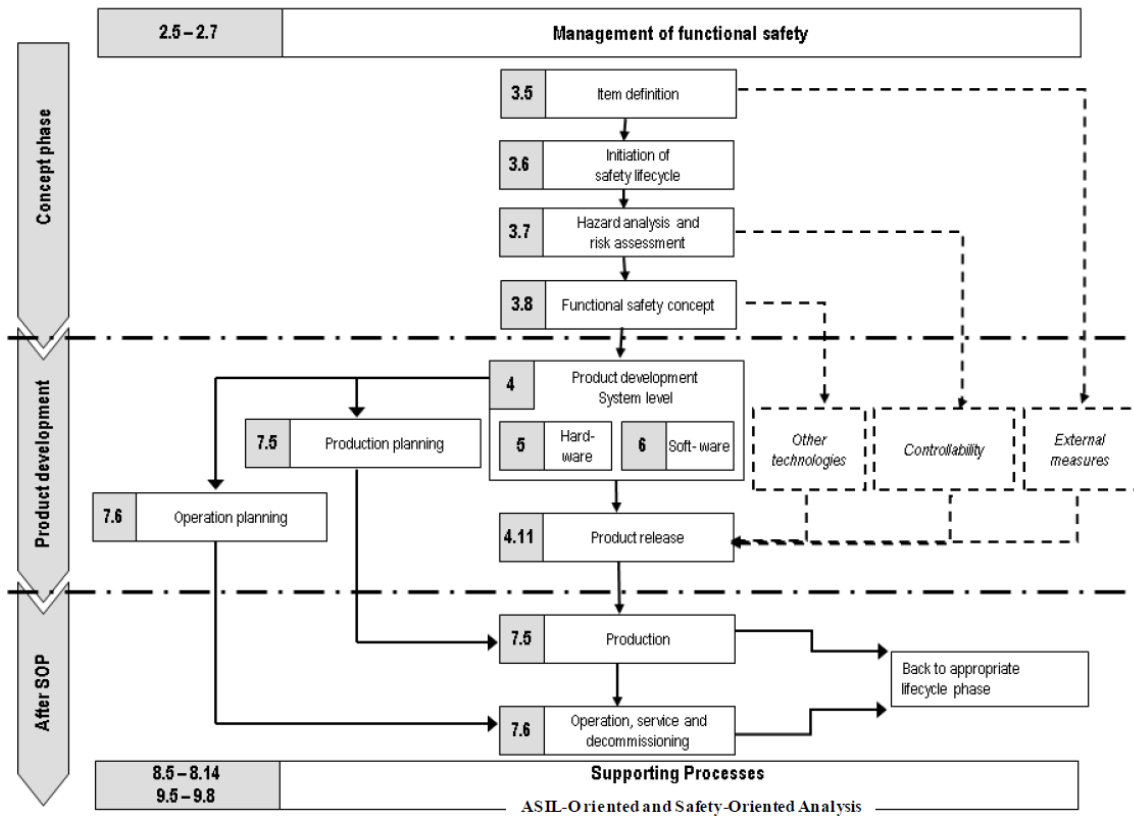 2.5 – 2.7 Management of functional safety
Concept phase
3.5 Item definition
3.6 Initiation of
safety lifecycle
3.7 Hazard analysis and
risk assessment
3.8 Functional safety concept
Product development
4 Product development
System level
5 Hard-
ware
6 Soft- ware
7.5 Production planning
7.6 Operation planning
Other
technologies
Controllability
External
measures
4.11 Product release
After SOP
7.5 Production
7.6 Operation, service and
decommissioning
Back to appropriate
lifecycle phase
8.5 – 8.14 Supporting Processes
9.5 – 9.8 ASIL-Oriented and Safety-Oriented Analysis